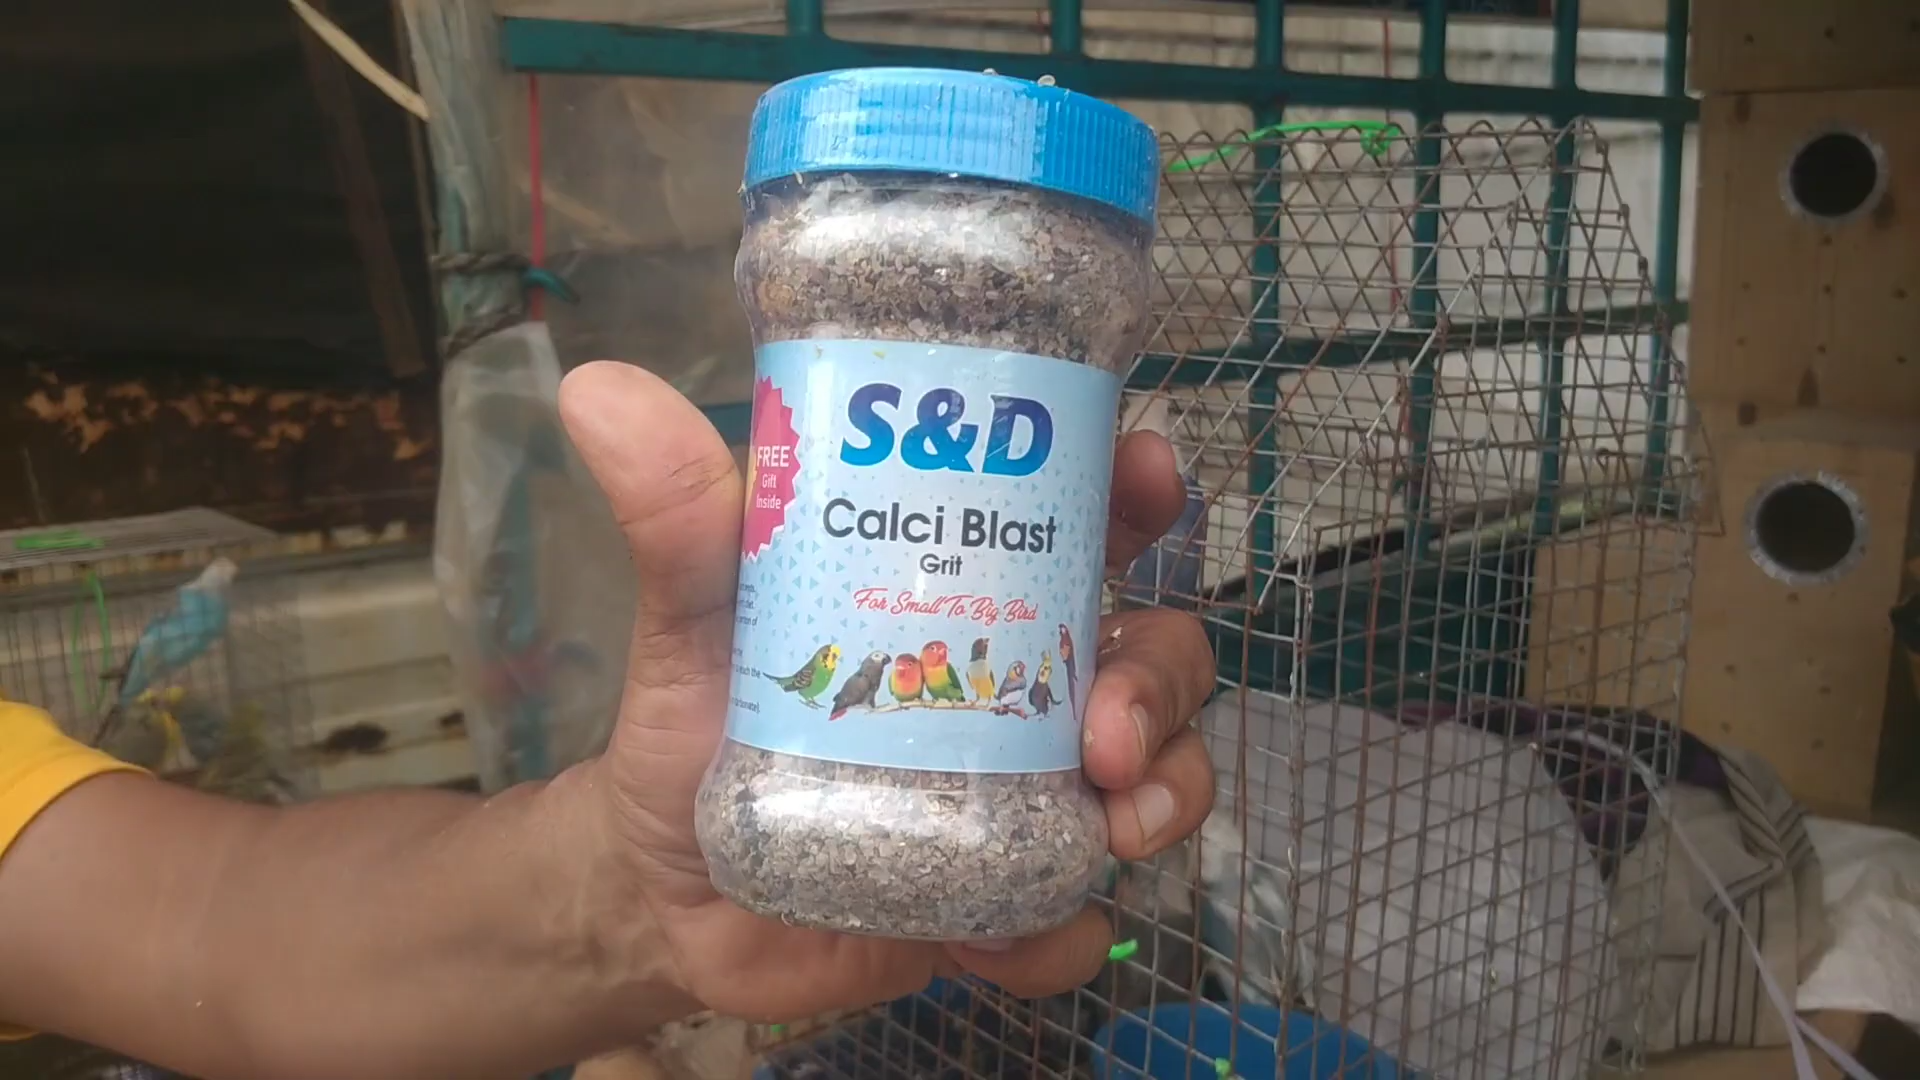 S&D
Calci Blast
Grit
For Small To Big Bird
FREE
Gift
Inside